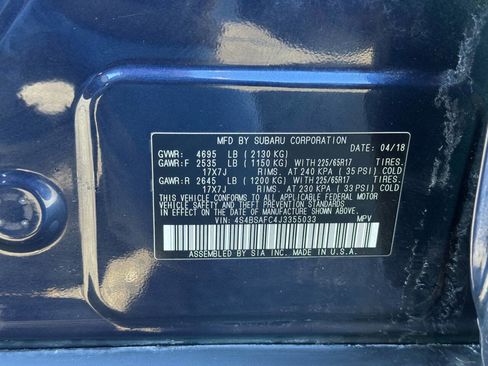 MFD BY SUBARU CORPORATION DATE: 04/18
GVWR: 4695 LB (2130 KG)
GAWR:F 2535 LB (1150 KG) WITH 225/65R17 TIRES.
17X7J RIMS. AT 240 KPA (35 PSI) COLD
GAWR:R 2645 LB (1200 KG) WITH 225/65R17 TIRES.
17X7J RIMS. AT 230 KPA (33 PSI) COLD
THIS VEHICLE CONFORMS TO ALL APPLICABLE FEDERAL MOTOR
VEHICLE SAFETY AND THEFT PREVENTION STANDARDS IN
EFFECT ON THE DATE OF MANUFACTURE SHOWN ABOVE.
VIN: 4S4BSAFC4J3355033 MPV
ASSEMBLED BY SIA INC. MADE IN U.S.A.